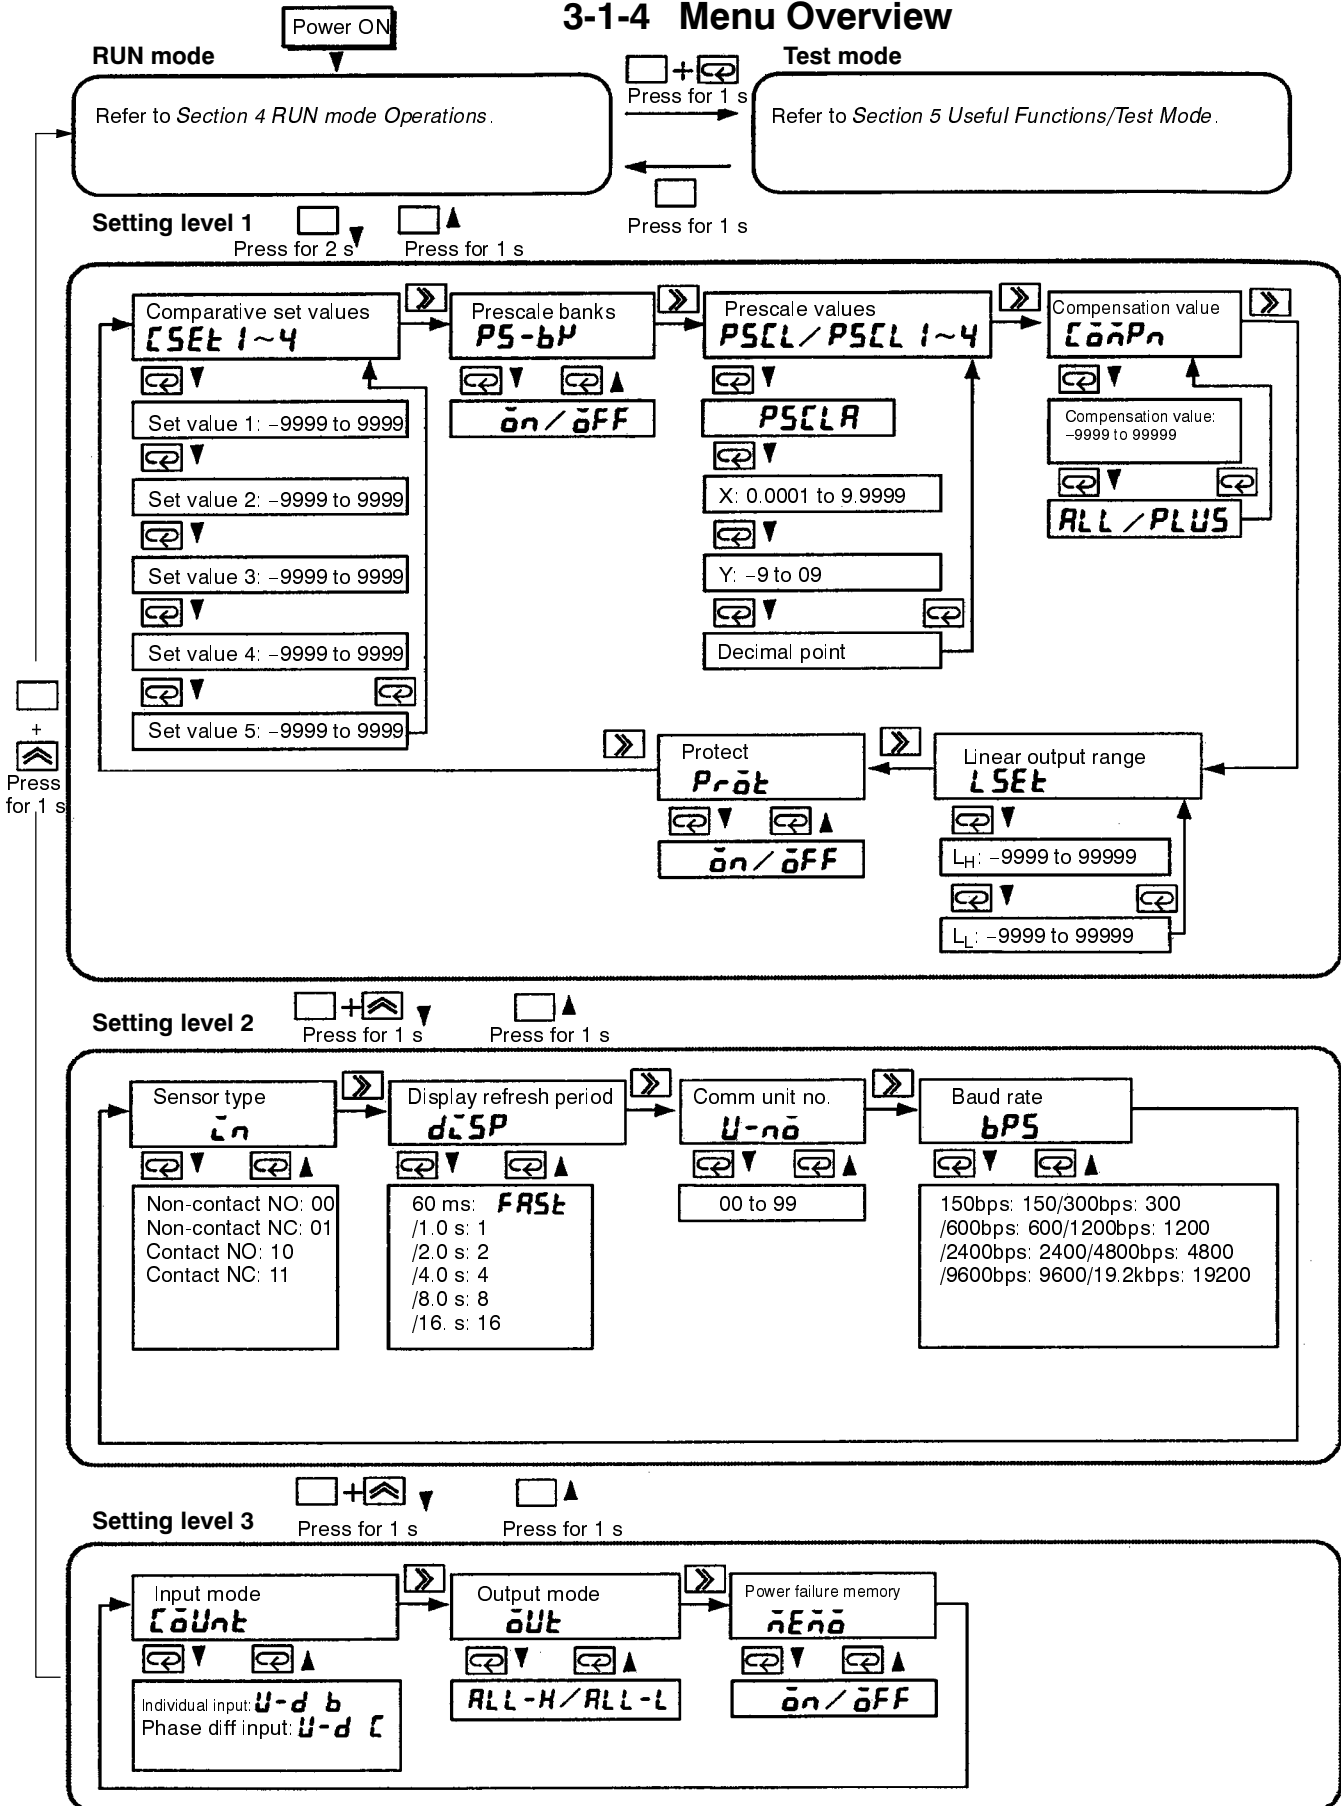 3-1-4 Menu Overview
Power ON
RUN mode
Test mode
+
Press for 1 s
Refer to Section 4 RUN mode Operations.
Refer to Section 5 Useful Functions/Test Mode.
Press for 1 s
Setting level 1
Press for 2 s
Press for 1 s
Comparative set values
CSEt 1~4
Prescale banks
PS-bK
Prescale values
PSCL/PSCL 1~4
Compensation value
ComPn
Set value 1: –9999 to 9999
on/oFF
PSCLA
Compensation value:
–9999 to 99999
Set value 2: –9999 to 9999
X: 0.0001 to 9.9999
ALL/PLUS
Set value 3: –9999 to 9999
Y: –9 to 09
Set value 4: –9999 to 9999
Decimal point
Set value 5: –9999 to 9999
+
Press
for 1 s
Protect
Prot
Linear output range
LSEt
on/oFF
LH: –9999 to 99999
LL: –9999 to 99999
Setting level 2
+
Press for 1 s
Press for 1 s
Sensor type
in
Display refresh period
diSP
Comm unit no.
U-no
Baud rate
bPS
Non-contact NO: 00
Non-contact NC: 01
Contact NO: 10
Contact NC: 11
60 ms: FASt
/1.0 s: 1
/2.0 s: 2
/4.0 s: 4
/8.0 s: 8
/16. s: 16
00 to 99
150bps: 150/300bps: 300
/600bps: 600/1200bps: 1200
/2400bps: 2400/4800bps: 4800
/9600bps: 9600/19.2kbps: 19200
Setting level 3
+
Press for 1 s
Press for 1 s
Input mode
CoUnt
Output mode
oUt
Power failure memory
mEmo
Individual input: U-d b
Phase diff input: U-d C
ALL-H/ALL-L
on/oFF